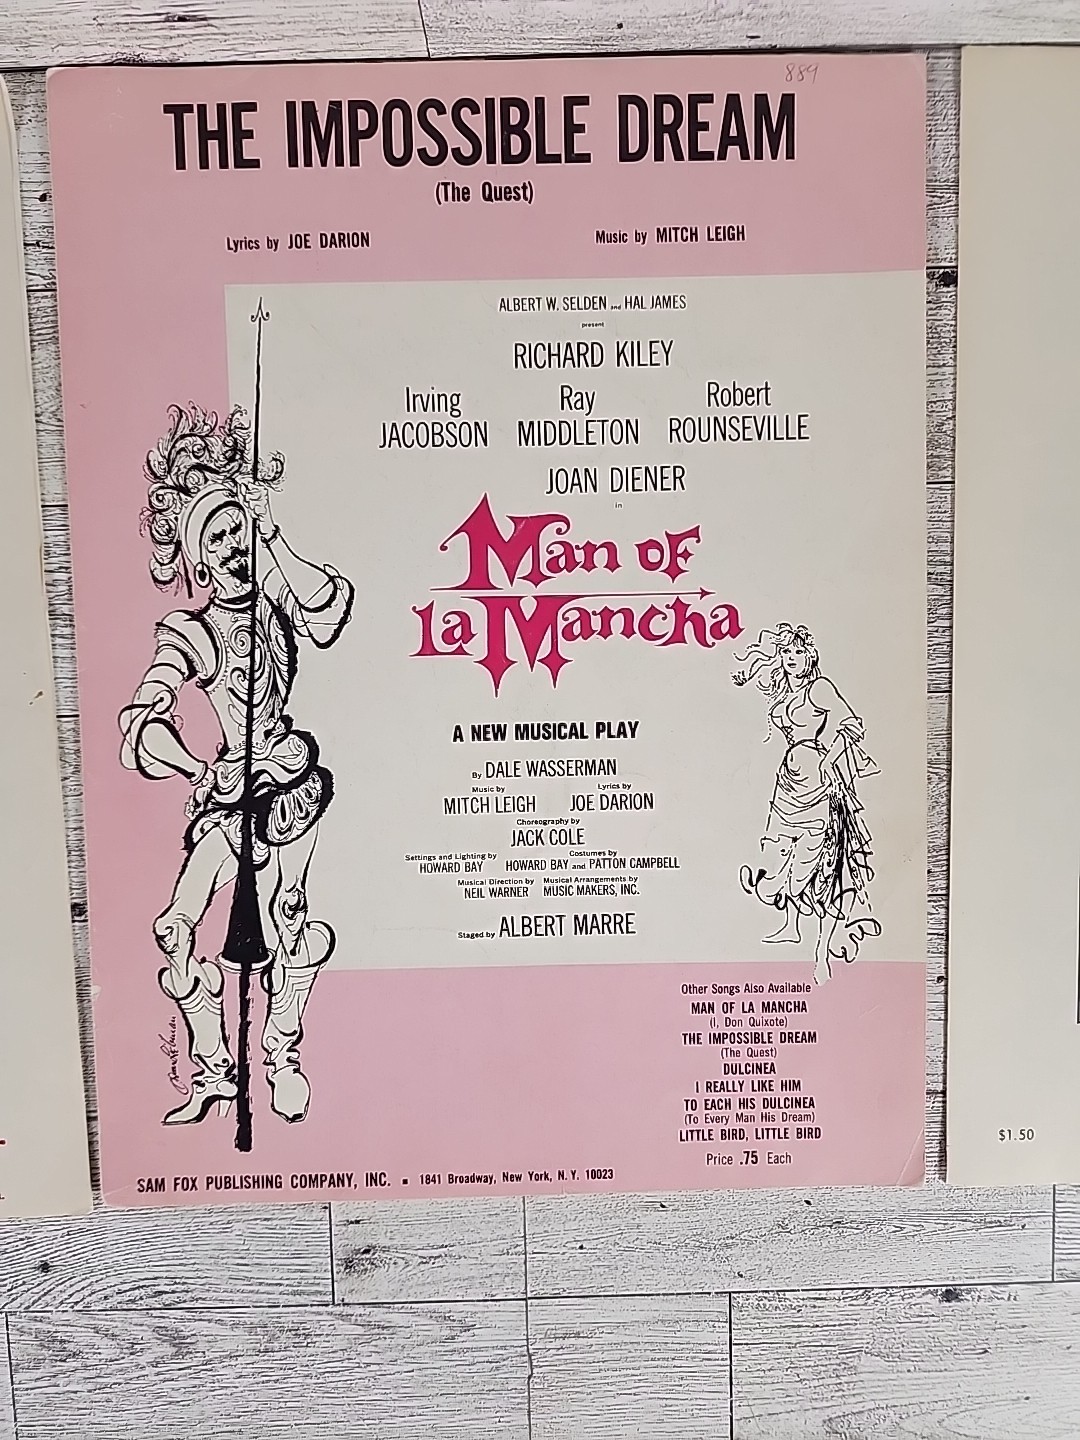 889
THE IMPOSSIBLE DREAM
(The Quest)
Lyrics by JOE DARION
Music by MITCH LEIGH
ALBERT W. SELDEN and HAL JAMES
present
RICHARD KILEY
Irving JACOBSON
Ray MIDDLETON
Robert ROUNSEVILLE
JOAN DIENER
in
Man of
la Mancha
A NEW MUSICAL PLAY
By DALE WASSERMAN
Music by
MITCH LEIGH
Lyrics by
JOE DARION
Choreography by
JACK COLE
Settings and Lighting by
HOWARD BAY
Costumes by
HOWARD BAY and PATTON CAMPBELL
Musical Direction by
NEIL WARNER
Musical Arrangements by
MUSIC MAKERS, INC.
Staged by ALBERT MARRE
Other Songs Also Available
MAN OF LA MANCHA
(I, Don Quixote)
THE IMPOSSIBLE DREAM
(The Quest)
DULCINEA
I REALLY LIKE HIM
TO EACH HIS DULCINEA
(To Every Man His Dream)
LITTLE BIRD, LITTLE BIRD
Price .75 Each
SAM FOX PUBLISHING COMPANY, INC. ▪ 1841 Broadway, New York, N. Y. 10023
$1.50